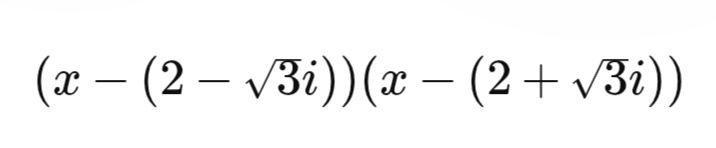 (x − (2 − √3i))(x − (2 + √3i))